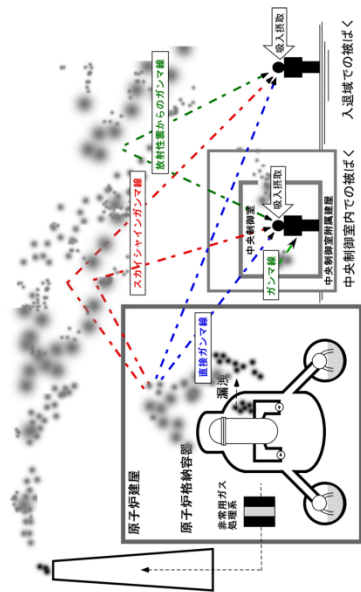 原子炉建屋
原子炉格納容器
非常用ガス
処理系
漏洩
直接ガンマ線
スカイシャインガンマ線
放射性雲からのガンマ線
中央制御室
吸入摂取
ガンマ線
中央制御室附属建屋
中央制御室内での被ばく
吸入摂取
入退域での被ばく